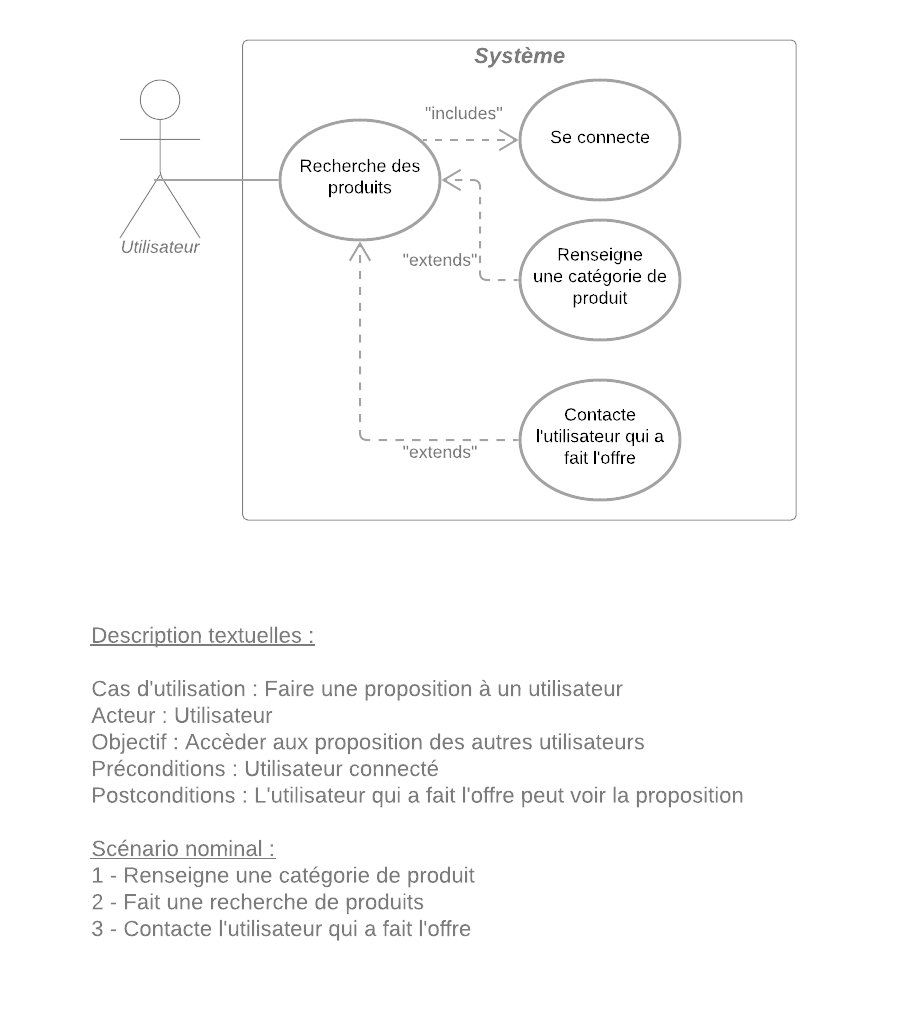 Système
"includes"
Se connecte
Recherche des
produits
Utilisateur
"extends"
Renseigne
une catégorie de
produit
Contacte
l'utilisateur qui a
fait l'offre
"extends"
Description textuelles :
Cas d'utilisation : Faire une proposition à un utilisateur
Acteur : Utilisateur
Objectif : Accèder aux proposition des autres utilisateurs
Préconditions : Utilisateur connecté
Postconditions : L'utilisateur qui a fait l'offre peut voir la proposition
Scénario nominal :
1 - Renseigne une catégorie de produit
2 - Fait une recherche de produits
3 - Contacte l'utilisateur qui a fait l'offre